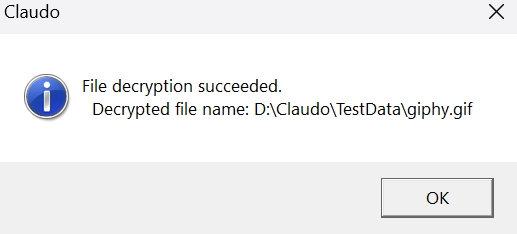 Claudo
File decryption succeeded.
Decrypted file name: D:\Claudo\TestData\giphy.gif
OK